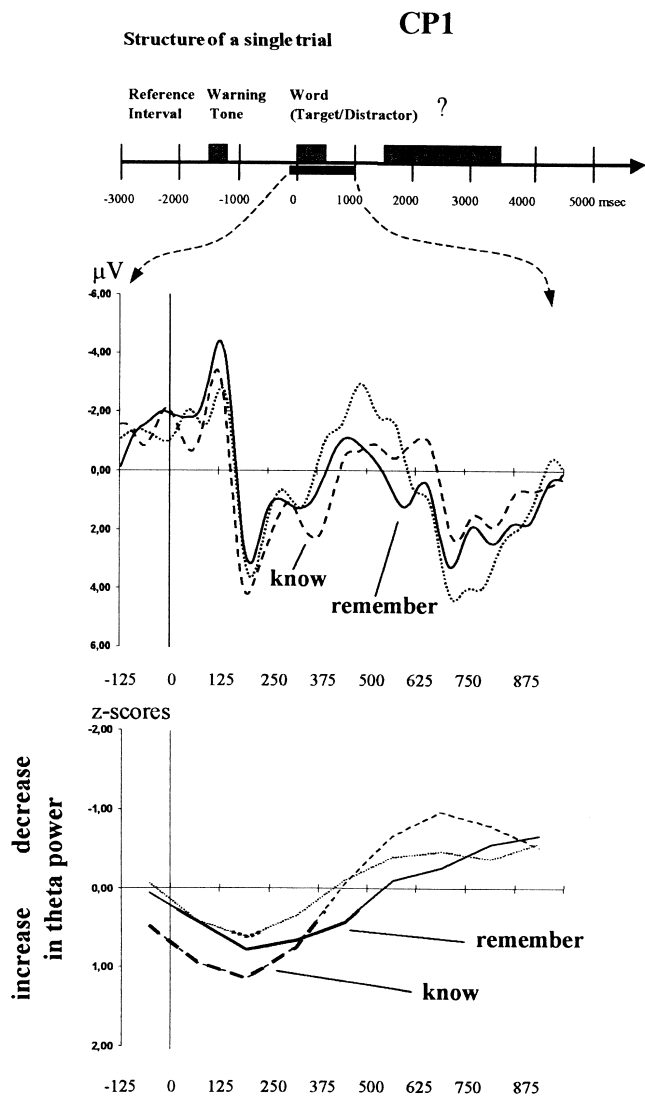 CP1
Structure of a single trial
Reference Warning Word
Interval Tone (Target/Distractor) ?
-3000 -2000 -1000 0 1000 2000 3000 4000 5000 msec
μV
-6,00
-4,00
-2,00
0,00
2,00
4,00
6,00
know
remember
-125 0 125 250 375 500 625 750 875
z-scores
-2,00
-1,00
0,00
1,00
2,00
increase decrease
in theta power
remember
know
-125 0 125 250 375 500 625 750 875